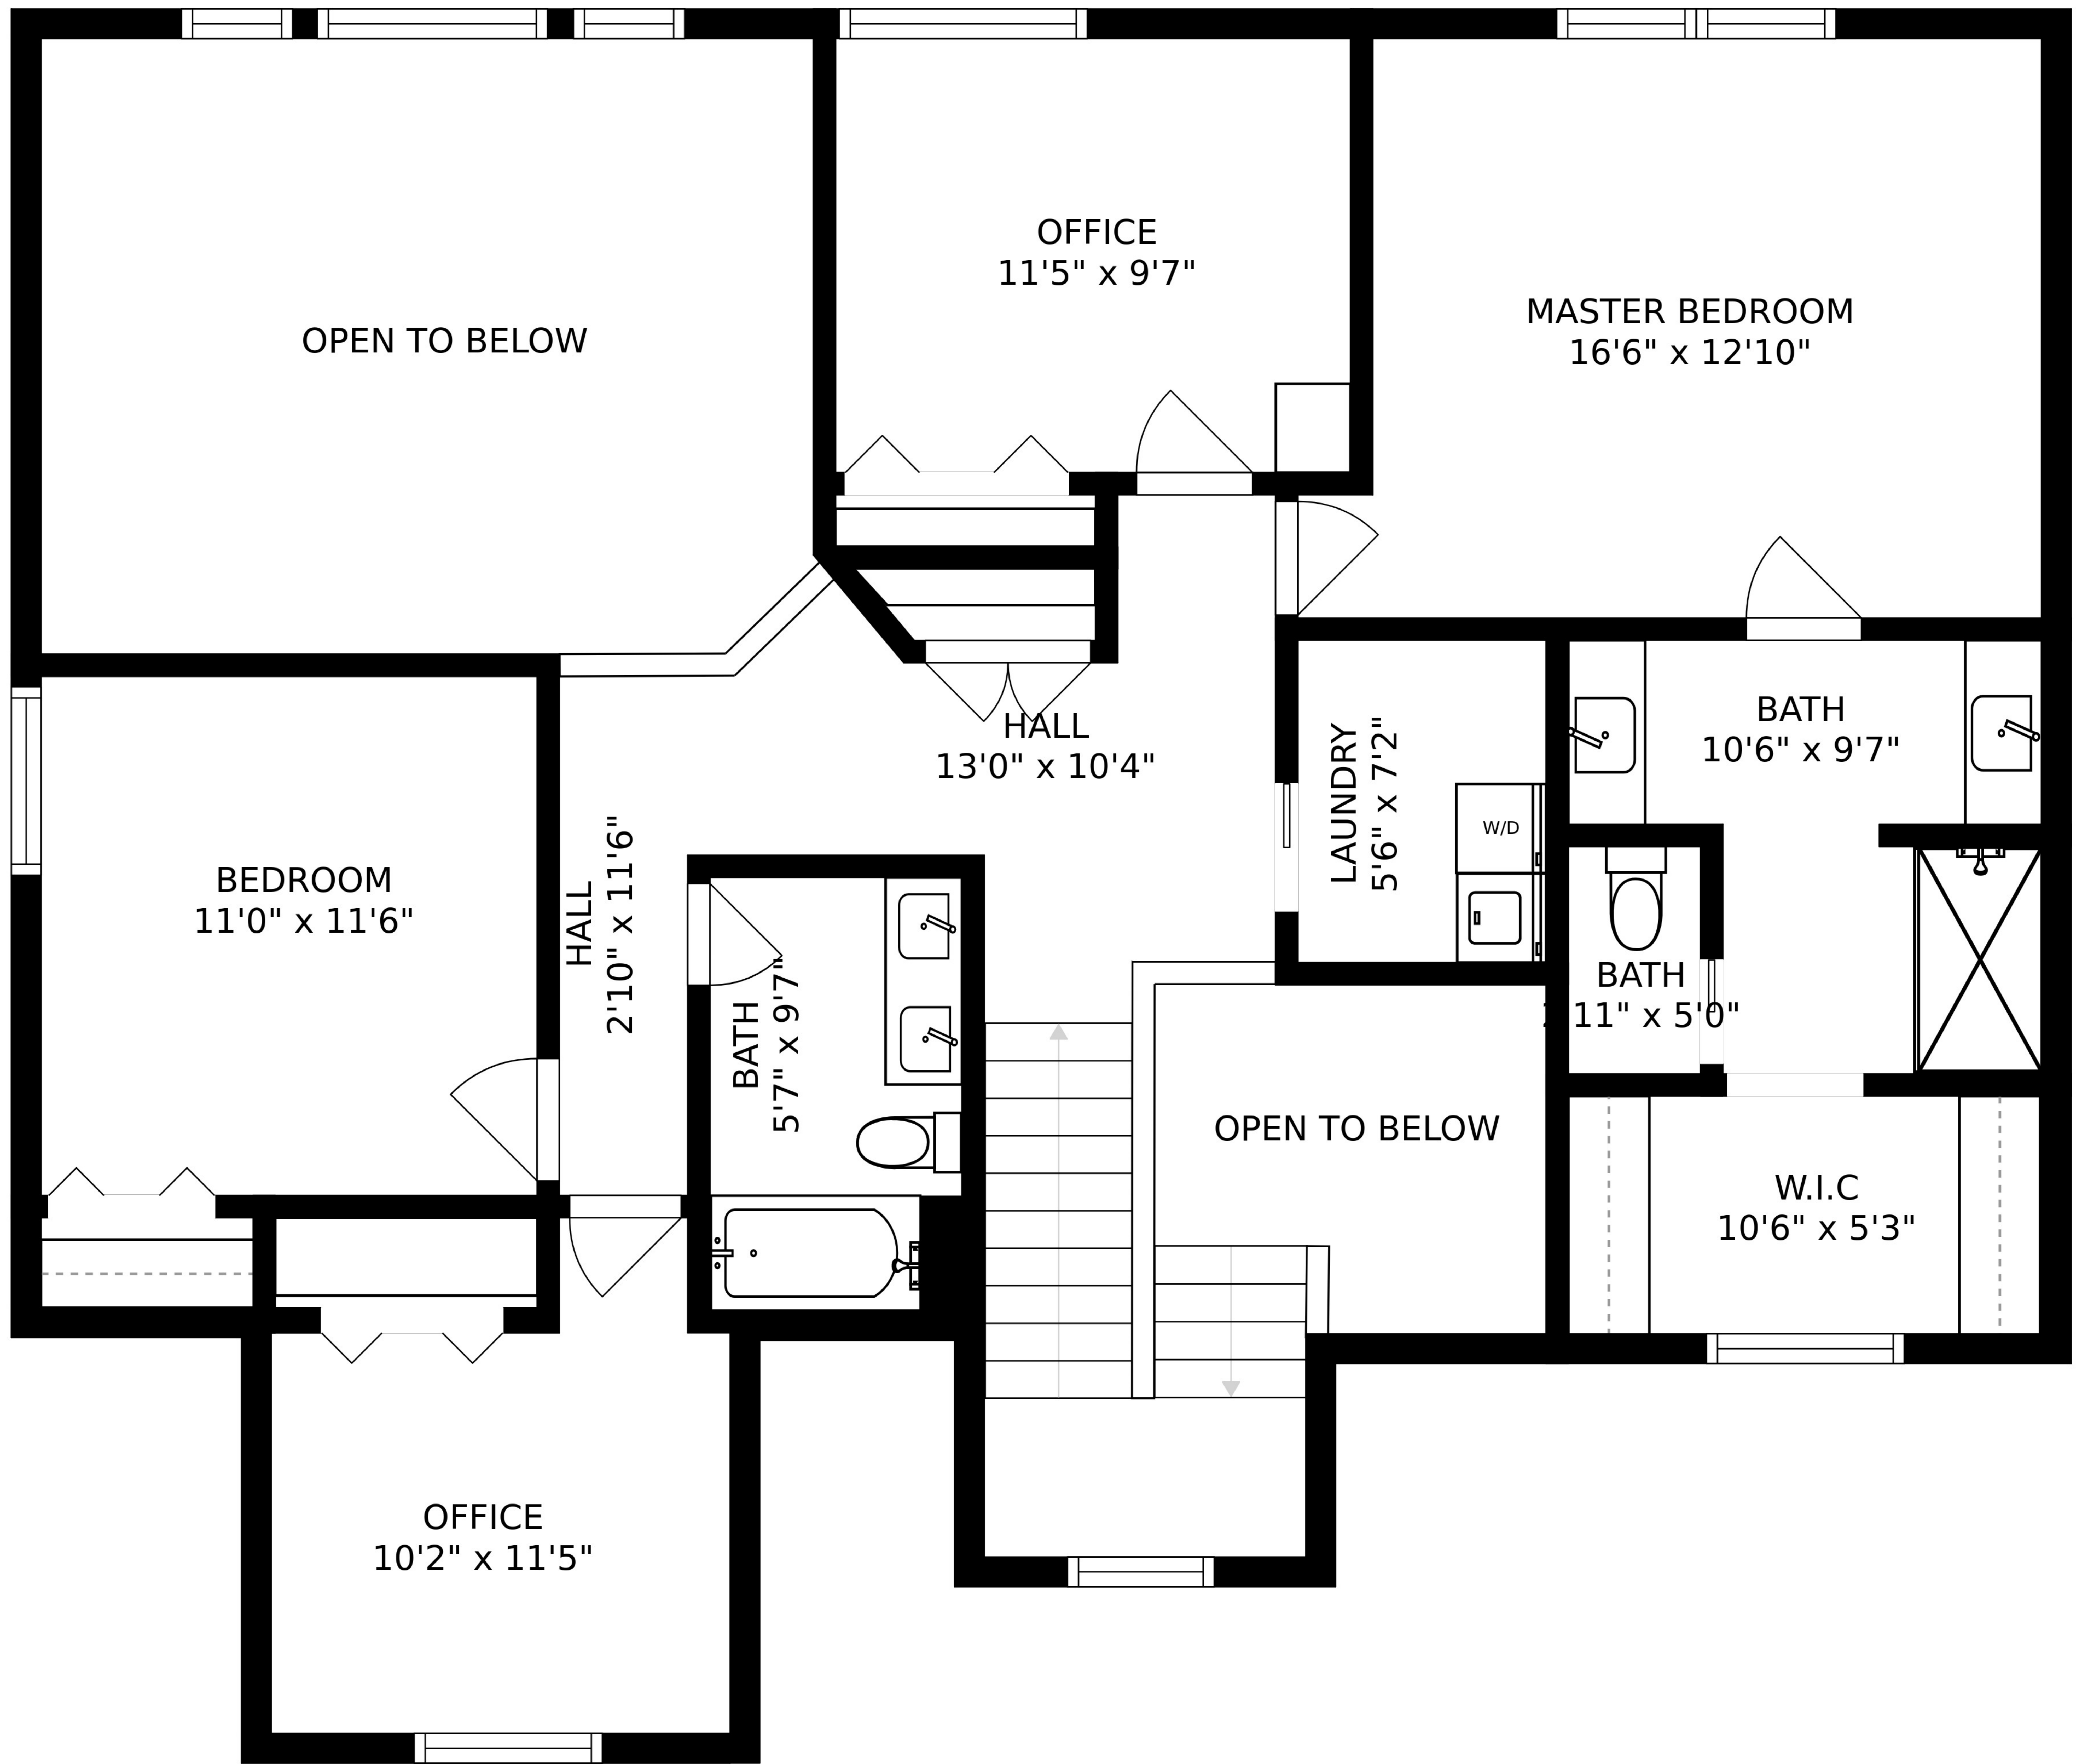 OFFICE
11'5" x 9'7"
OPEN TO BELOW
MASTER BEDROOM
16'6" x 12'10"
HALL
13'0" x 10'4"
BATH
10'6" x 9'7"
LAUNDRY
5'6" x 7'2"
W/D
BEDROOM
11'0" x 11'6"
HALL
2'10" x 11'6"
BATH
5'7" x 9'7"
BATH
11" x 5'0"
OPEN TO BELOW
W.I.C
10'6" x 5'3"
OFFICE
10'2" x 11'5"